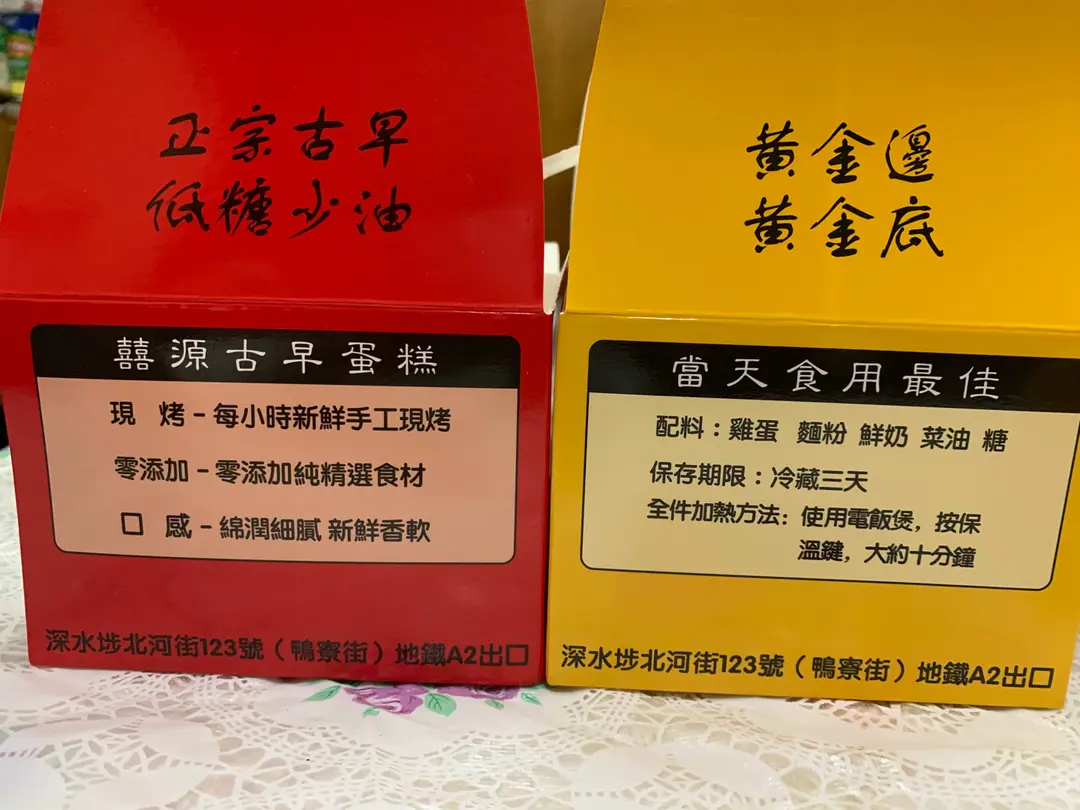 正宗古早
低糖少油
囍源古早蛋糕
現 烤 - 每小時新鮮手工現烤
零添加 - 零添加純精選食材
口 感 - 綿潤細膩 新鮮香軟
深水埗北河街123號（鴨寮街）地鐵A2出口
黃金邊
黃金底
當天食用最佳
配料：雞蛋 麵粉 鮮奶 菜油 糖
保存期限：冷藏三天
全件加熱方法：使用電飯煲，按保
溫鍵，大約十分鐘
深水埗北河街123號（鴨寮街）地鐵A2出口